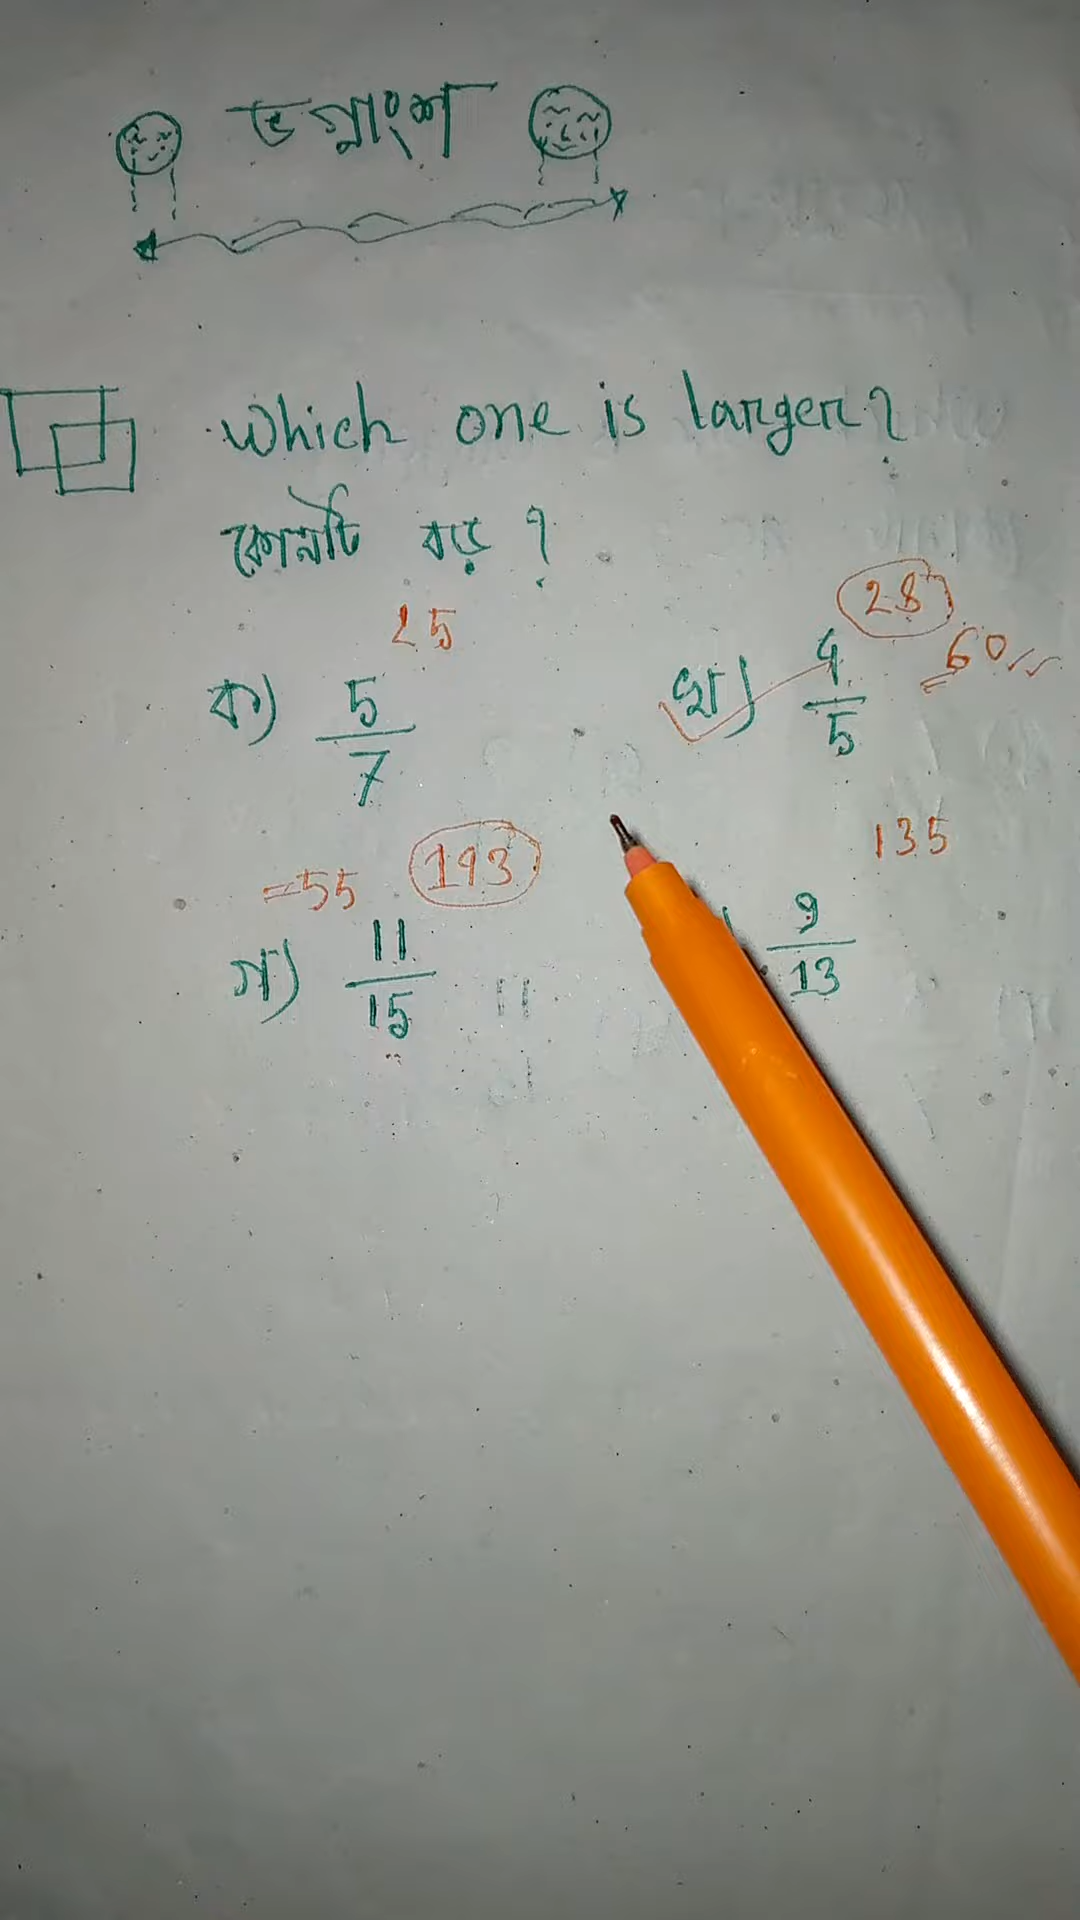 ভগ্নাংশ
Which one is larger?
কোনটি বড় ?
25 28
ক) 5/7 খ) 4/5 60
=55 143 135
গ) 11/15 ) 9/13